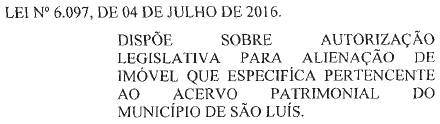 LEI Nº 6.097, DE 04 DE JULHO DE 2016.
DISPÕE SOBRE AUTORIZAÇÃO
LEGISLATIVA PARA ALIENAÇÃO DE
IMÓVEL QUE ESPECIFÍCA PERTENCENTE
AO ACERVO PATRIMONIAL DO
MUNICÍPIO DE SÃO LUÍS.